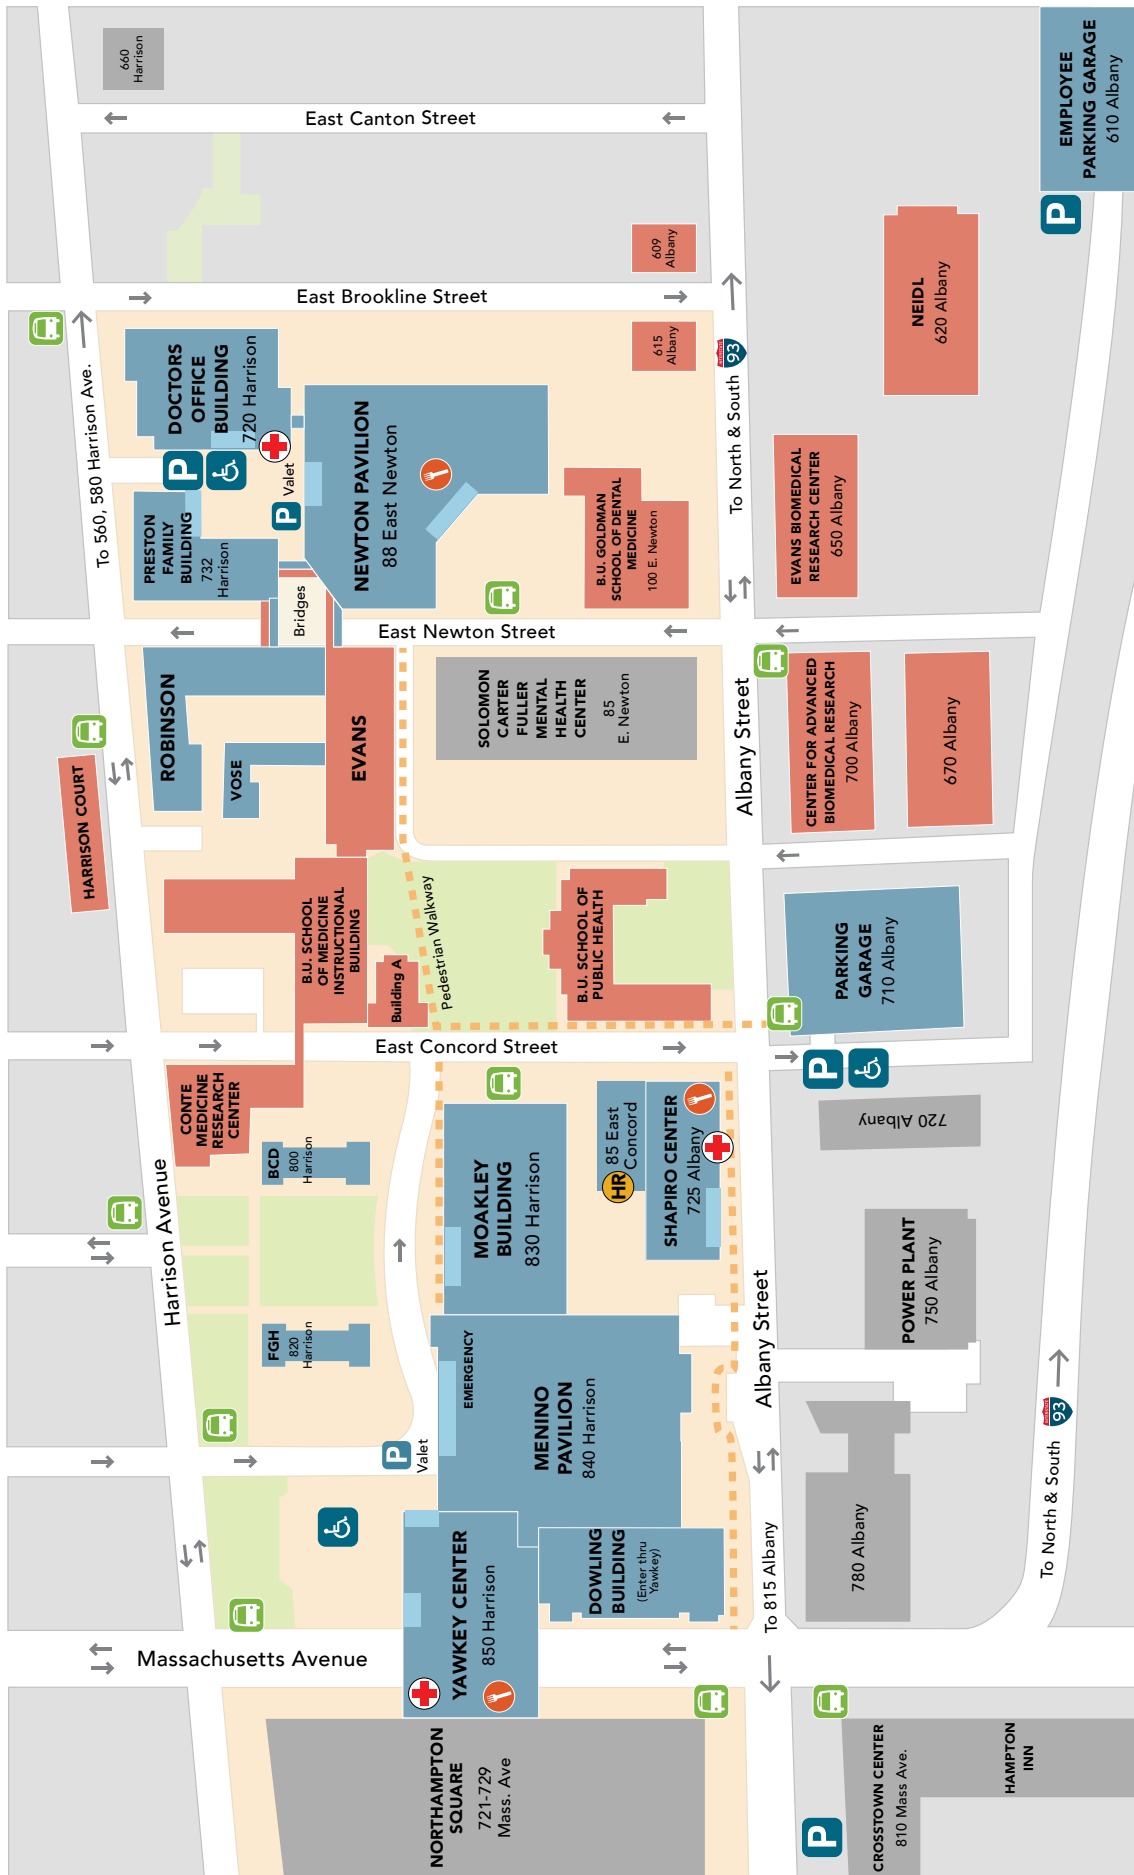 660
Harrison
East Canton Street
EMPLOYEE
PARKING GARAGE
610 Albany
P
609
Albany
East Brookline Street
To 560, 580 Harrison Ave.
DOCTORS
OFFICE
BUILDING
720 Harrison
P
P
Valet
PRESTON
FAMILY
BUILDING
732
Harrison
NEWTON PAVILION
88 East Newton
615
Albany
93
To North & South
NEIDL
620 Albany
B.U. GOLDMAN
SCHOOL OF DENTAL
MEDICINE
100 E. Newton
EVANS BIOMEDICAL
RESEARCH CENTER
650 Albany
Bridges
East Newton Street
ROBINSON
VOSE
EVANS
HARRISON COURT
SOLOMON
CARTER
FULLER
MENTAL
HEALTH
CENTER
85
E. Newton
Albany Street
CENTER FOR ADVANCED
BIOMEDICAL RESEARCH
700 Albany
670 Albany
B.U. SCHOOL
OF MEDICINE
INSTRUCTIONAL
BUILDING
Building A
Pedestrian Walkway
B.U. SCHOOL OF
PUBLIC HEALTH
PARKING
GARAGE
710 Albany
East Concord Street
P
CONTE
MEDICINE
RESEARCH
CENTER
BCD
800
Harrison
Harrison Avenue
MOAKLEY
BUILDING
830 Harrison
HR
85 East
Concord
SHAPIRO CENTER
725 Albany
720 Albany
POWER PLANT
750 Albany
FGH
820
Harrison
EMERGENCY
P
Valet
MENINO
PAVILION
840 Harrison
Albany Street
93
To North & South
780 Albany
YAWKEY CENTER
850 Harrison
DOWLING
BUILDING
(Enter thru
Yawkey)
To 815 Albany
Massachusetts Avenue
NORTHAMPTON
SQUARE
721-729
Mass. Ave
P
CROSSTOWN CENTER
810 Mass Ave.
HAMPTON
INN